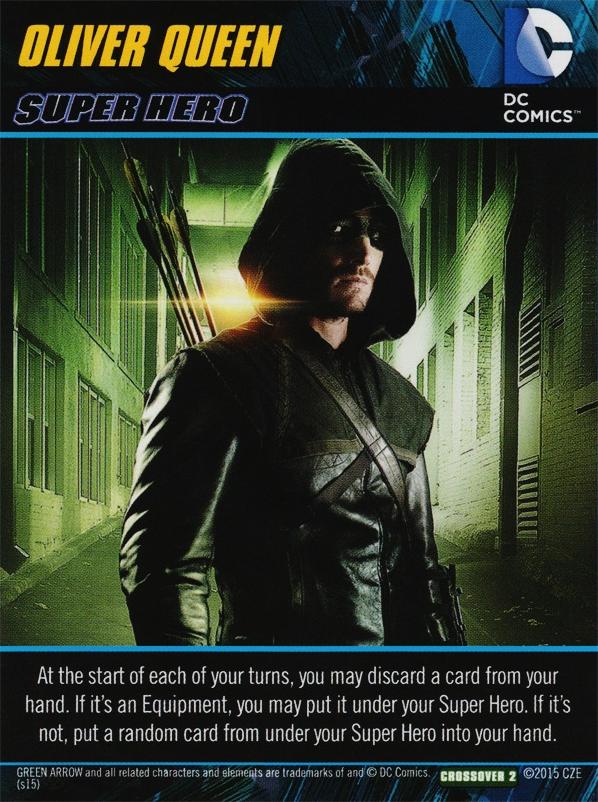 OLIVER QUEEN
SUPER HERO
DC
COMICS™
At the start of each of your turns, you may discard a card from your
hand. If it's an Equipment, you may put it under your Super Hero. If it's
not, put a random card from under your Super Hero into your hand.
GREEN ARROW and all related characters and elements are trademarks of and © DC Comics.
(s15)
CROSSOVER 2
©2015 CZE